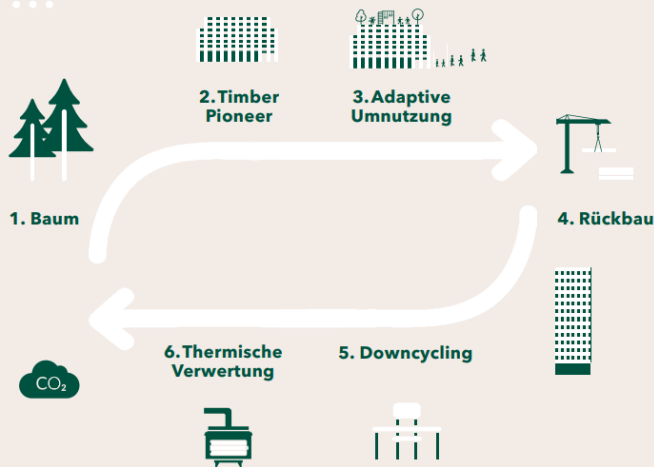 1. Baum
2. Timber
Pioneer
3. Adaptive
Umnutzung
4. Rückbau
5. Downcycling
6. Thermische
Verwertung
CO₂